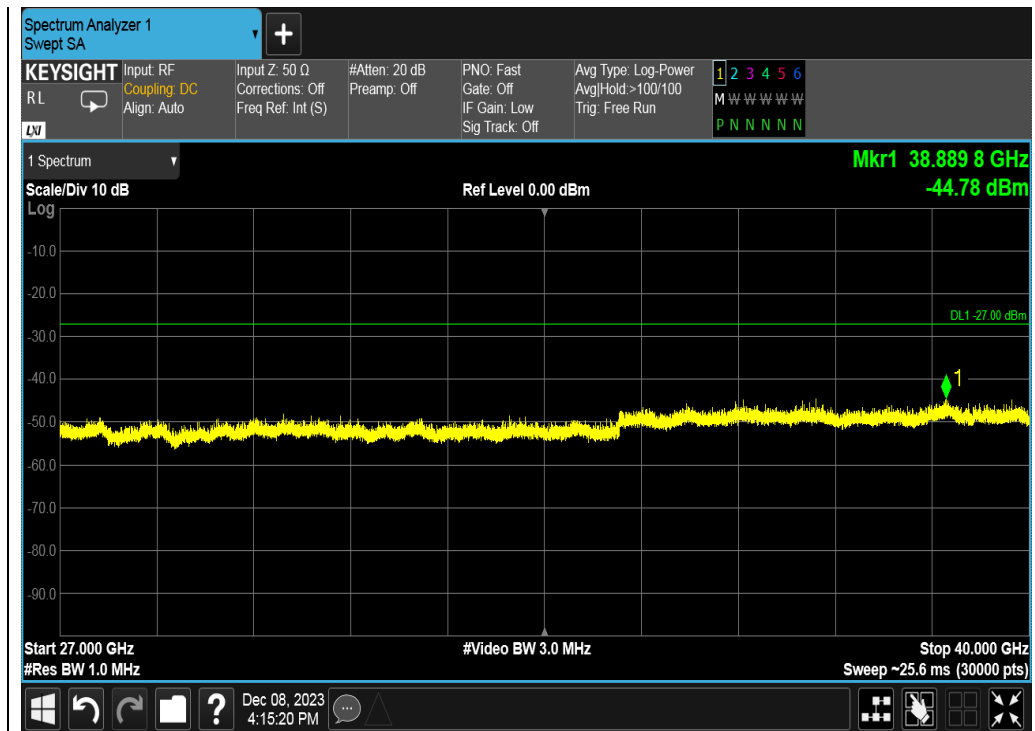 Spectrum Analyzer 1
Swept SA
+
KEYSIGHT
R L
LXI
Input: RF
Coupling: DC
Align: Auto
Input Z: 50 Ω
Corrections: Off
Freq Ref: Int (S)
#Atten: 20 dB
Preamp: Off
PNO: Fast
Gate: Off
IF Gain: Low
Sig Track: Off
Avg Type: Log-Power
Avg|Hold:>100/100
Trig: Free Run
1 2 3 4 5 6
M W W W W W
P N N N N N
1 Spectrum
Mkr1 38.889 8 GHz
-44.78 dBm
Scale/Div 10 dB
Ref Level 0.00 dBm
Log
-10.0
-20.0
DL1 -27.00 dBm
-30.0
-40.0
1
-50.0
-60.0
-70.0
-80.0
-90.0
Start 27.000 GHz
#Video BW 3.0 MHz
Stop 40.000 GHz
#Res BW 1.0 MHz
Sweep ~25.6 ms (30000 pts)
?
Dec 08, 2023
4:15:20 PM